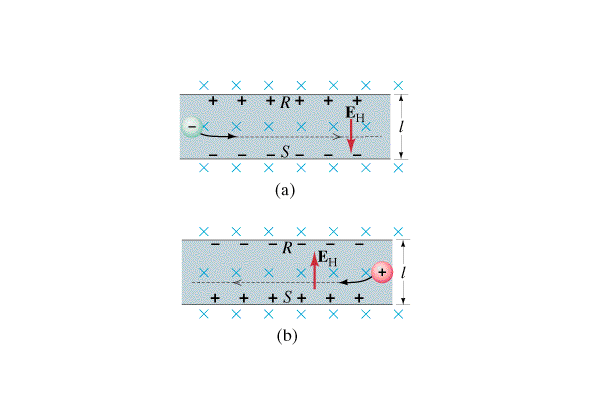 + + + R + + +
E_H
−
l
− − − S − − −
(a)
− − − R − − −
E_H
+
l
+ + + S + + +
(b)